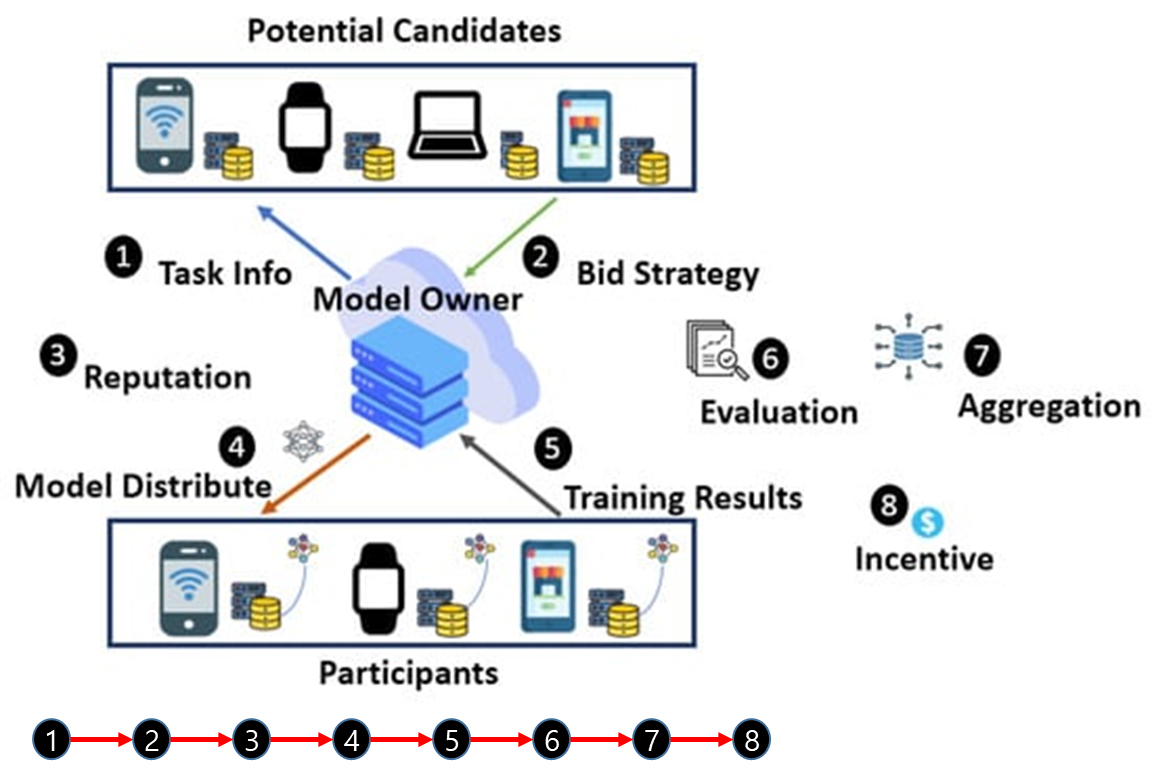 Potential Candidates
1 Task Info
2 Bid Strategy
Model Owner
3 Reputation
6 Evaluation
7 Aggregation
4 Model Distribute
5 Training Results
8 $ Incentive
Participants
1 2 3 4 5 6 7 8